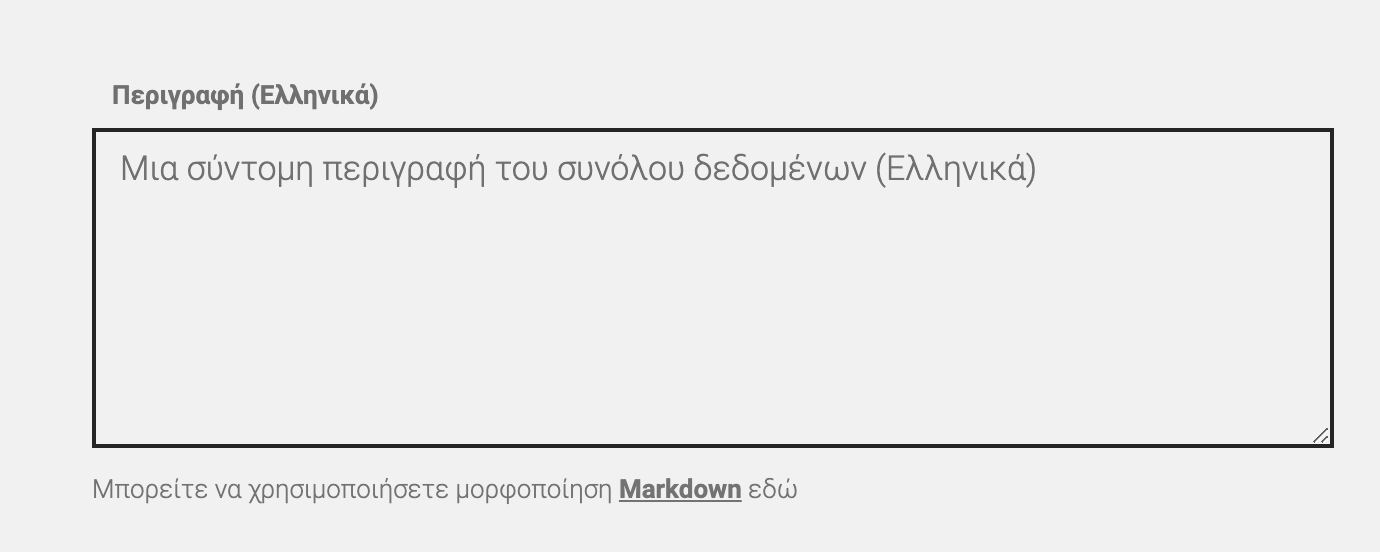 Περιγραφή (Ελληνικά)
Μια σύντομη περιγραφή του συνόλου δεδομένων (Ελληνικά)
Μπορείτε να χρησιμοποιήσετε μορφοποίηση Markdown εδώ